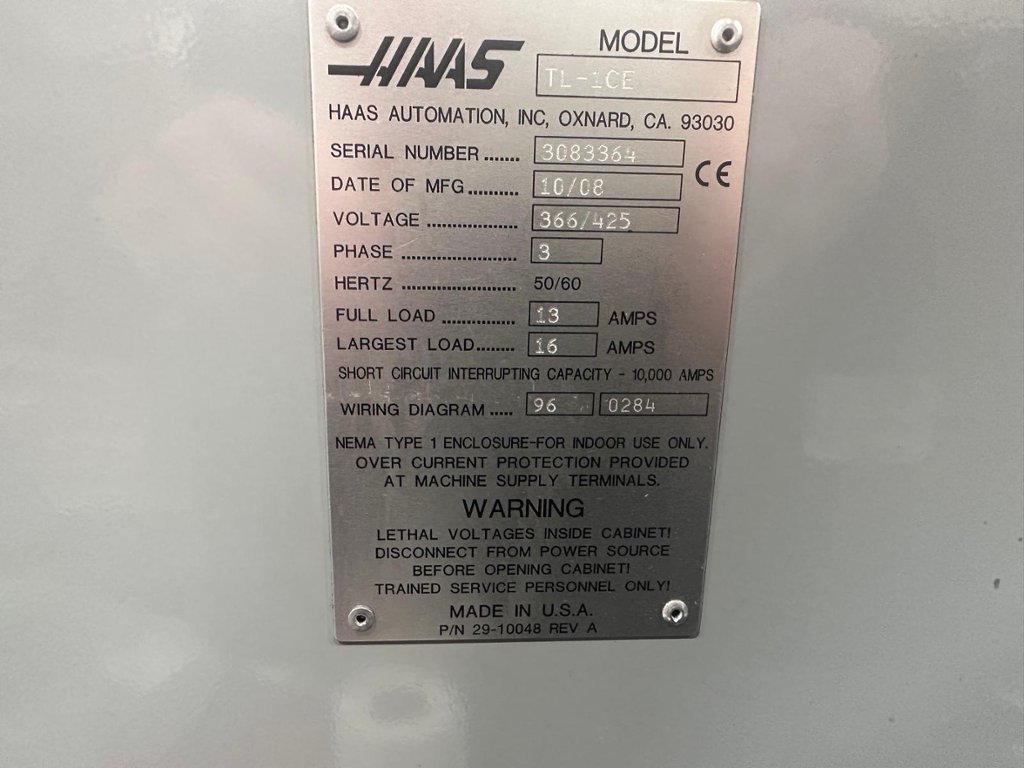 HAAS MODEL TL-1CE
HAAS AUTOMATION, INC, OXNARD, CA. 93030
SERIAL NUMBER ....... 3083364
DATE OF MFG.......... 10/08 CE
VOLTAGE ................... 366/425
PHASE ........................ 3
HERTZ ........................ 50/60
FULL LOAD ............... 13 AMPS
LARGEST LOAD........ 16 AMPS
SHORT CIRCUIT INTERRUPTING CAPACITY - 10,000 AMPS
WIRING DIAGRAM ..... 96 0284
NEMA TYPE 1 ENCLOSURE-FOR INDOOR USE ONLY.
OVER CURRENT PROTECTION PROVIDED
AT MACHINE SUPPLY TERMINALS.
WARNING
LETHAL VOLTAGES INSIDE CABINET!
DISCONNECT FROM POWER SOURCE
BEFORE OPENING CABINET!
TRAINED SERVICE PERSONNEL ONLY!
MADE IN U.S.A.
P/N 29-10048 REV A